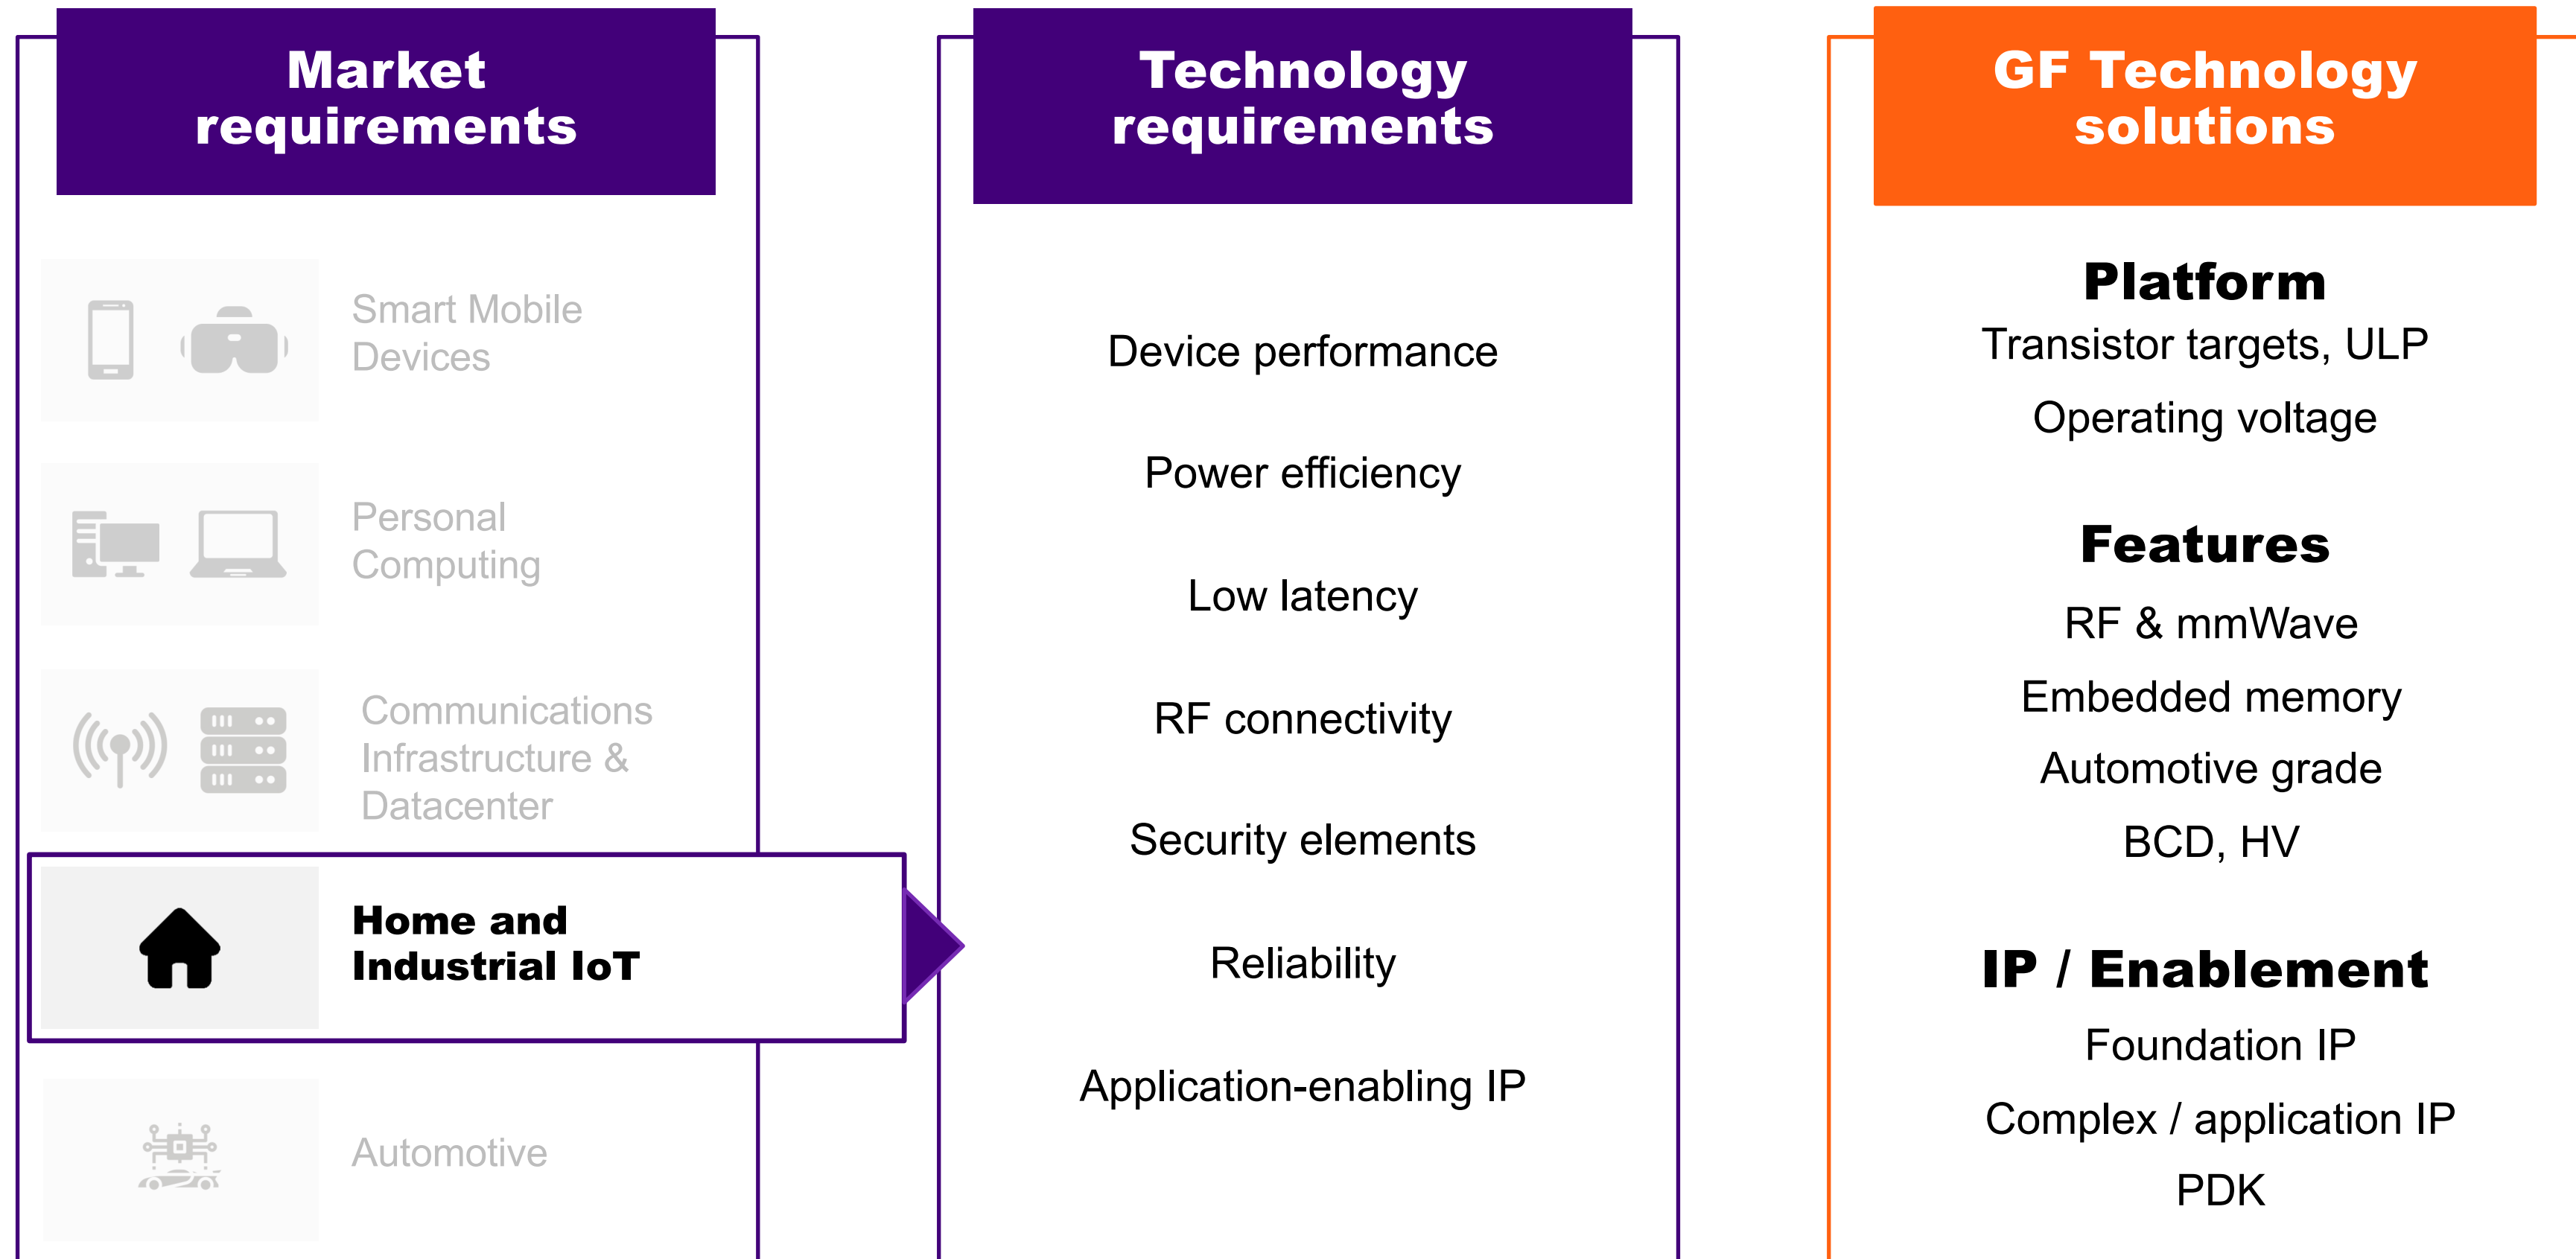 Market
requirements
Smart Mobile
Devices
Personal
Computing
Communications
Infrastructure &
Datacenter
Home and
Industrial IoT
Automotive
Technology
requirements
Device performance
Power efficiency
Low latency
RF connectivity
Security elements
Reliability
Application-enabling IP
GF Technology
solutions
Platform
Transistor targets, ULP
Operating voltage
Features
RF & mmWave
Embedded memory
Automotive grade
BCD, HV
IP / Enablement
Foundation IP
Complex / application IP
PDK